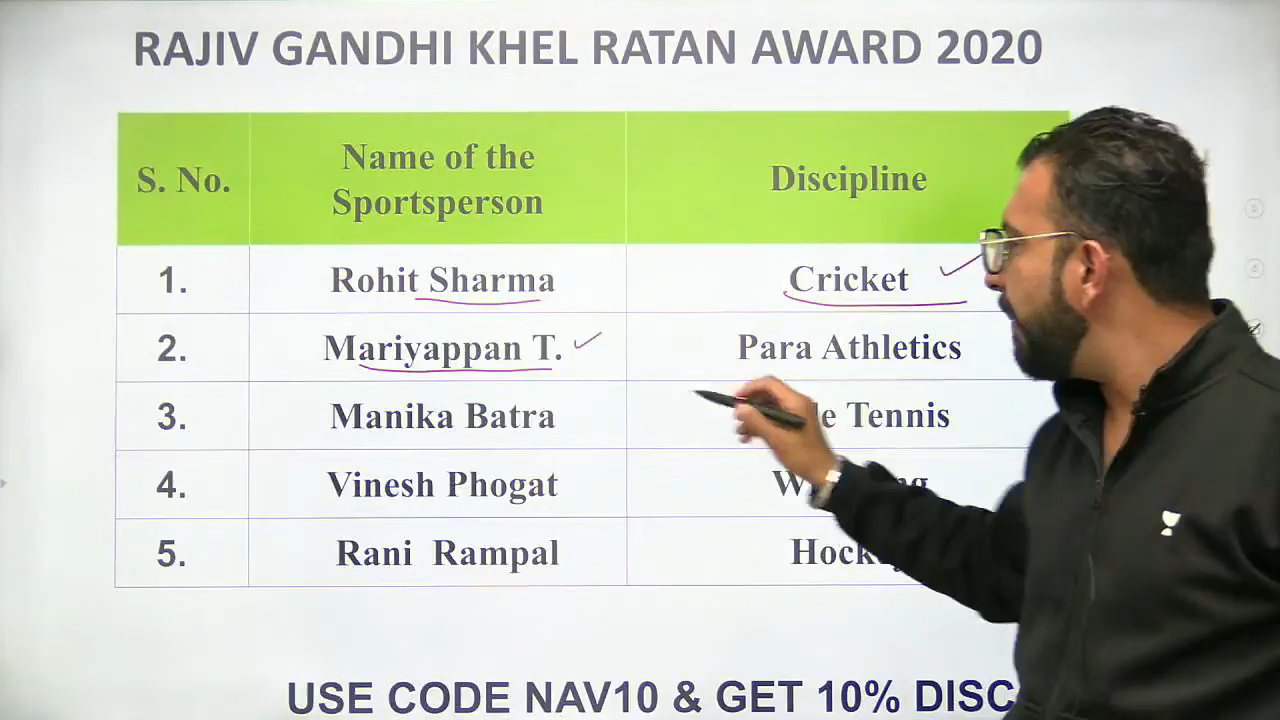 RAJIV GANDHI KHEL RATAN AWARD 2020
S. No. Name of the Sportsperson Discipline
1. Rohit Sharma Cricket
2. Mariyappan T. Para Athletics
3. Manika Batra Tennis
4. Vinesh Phogat
5. Rani Rampal
USE CODE NAV10 & GET 10%